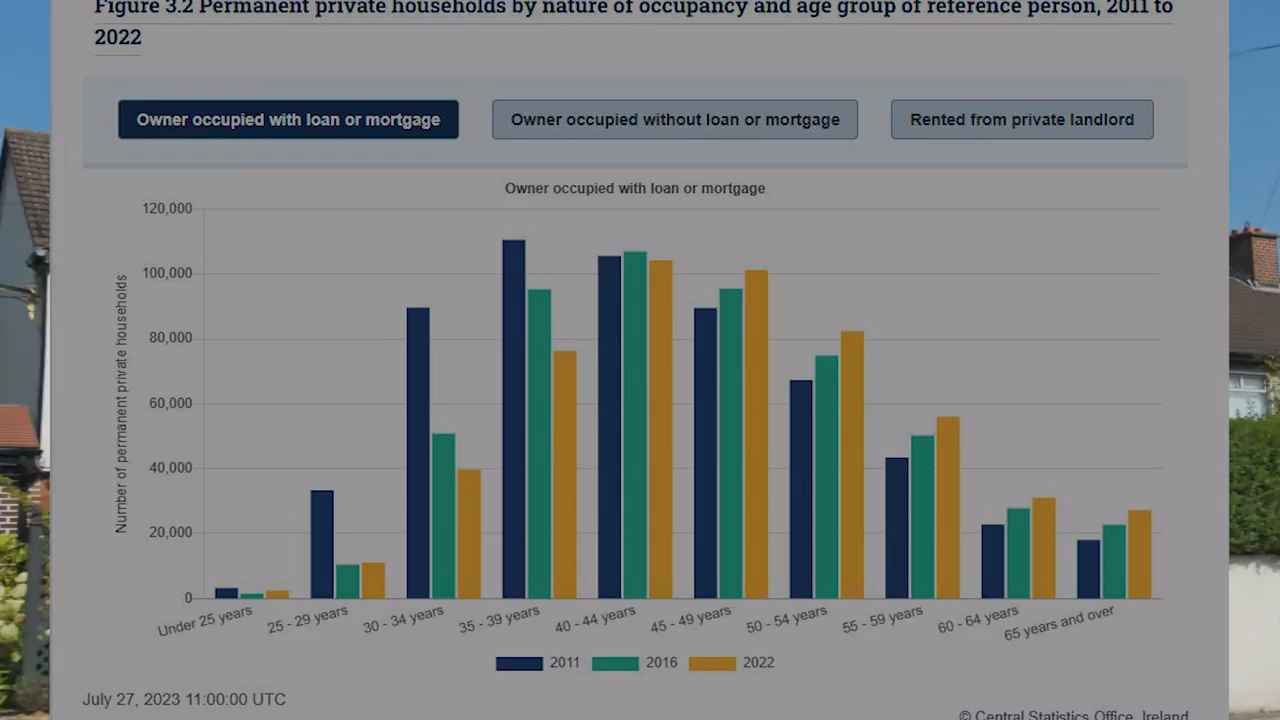 Figure 3.2 Permanent private households by nature of occupancy and age group of reference person, 2011 to
2022
Owner occupied with loan or mortgage
Owner occupied without loan or mortgage
Rented from private landlord
Owner occupied with loan or mortgage
Number of permanent private households
120,000
100,000
80,000
60,000
40,000
20,000
0
Under 25 years
25 - 29 years
30 - 34 years
35 - 39 years
40 - 44 years
45 - 49 years
50 - 54 years
55 - 59 years
60 - 64 years
65 years and over
2011
2016
2022
July 27, 2023 11:00:00 UTC
© Central Statistics Office, Ireland